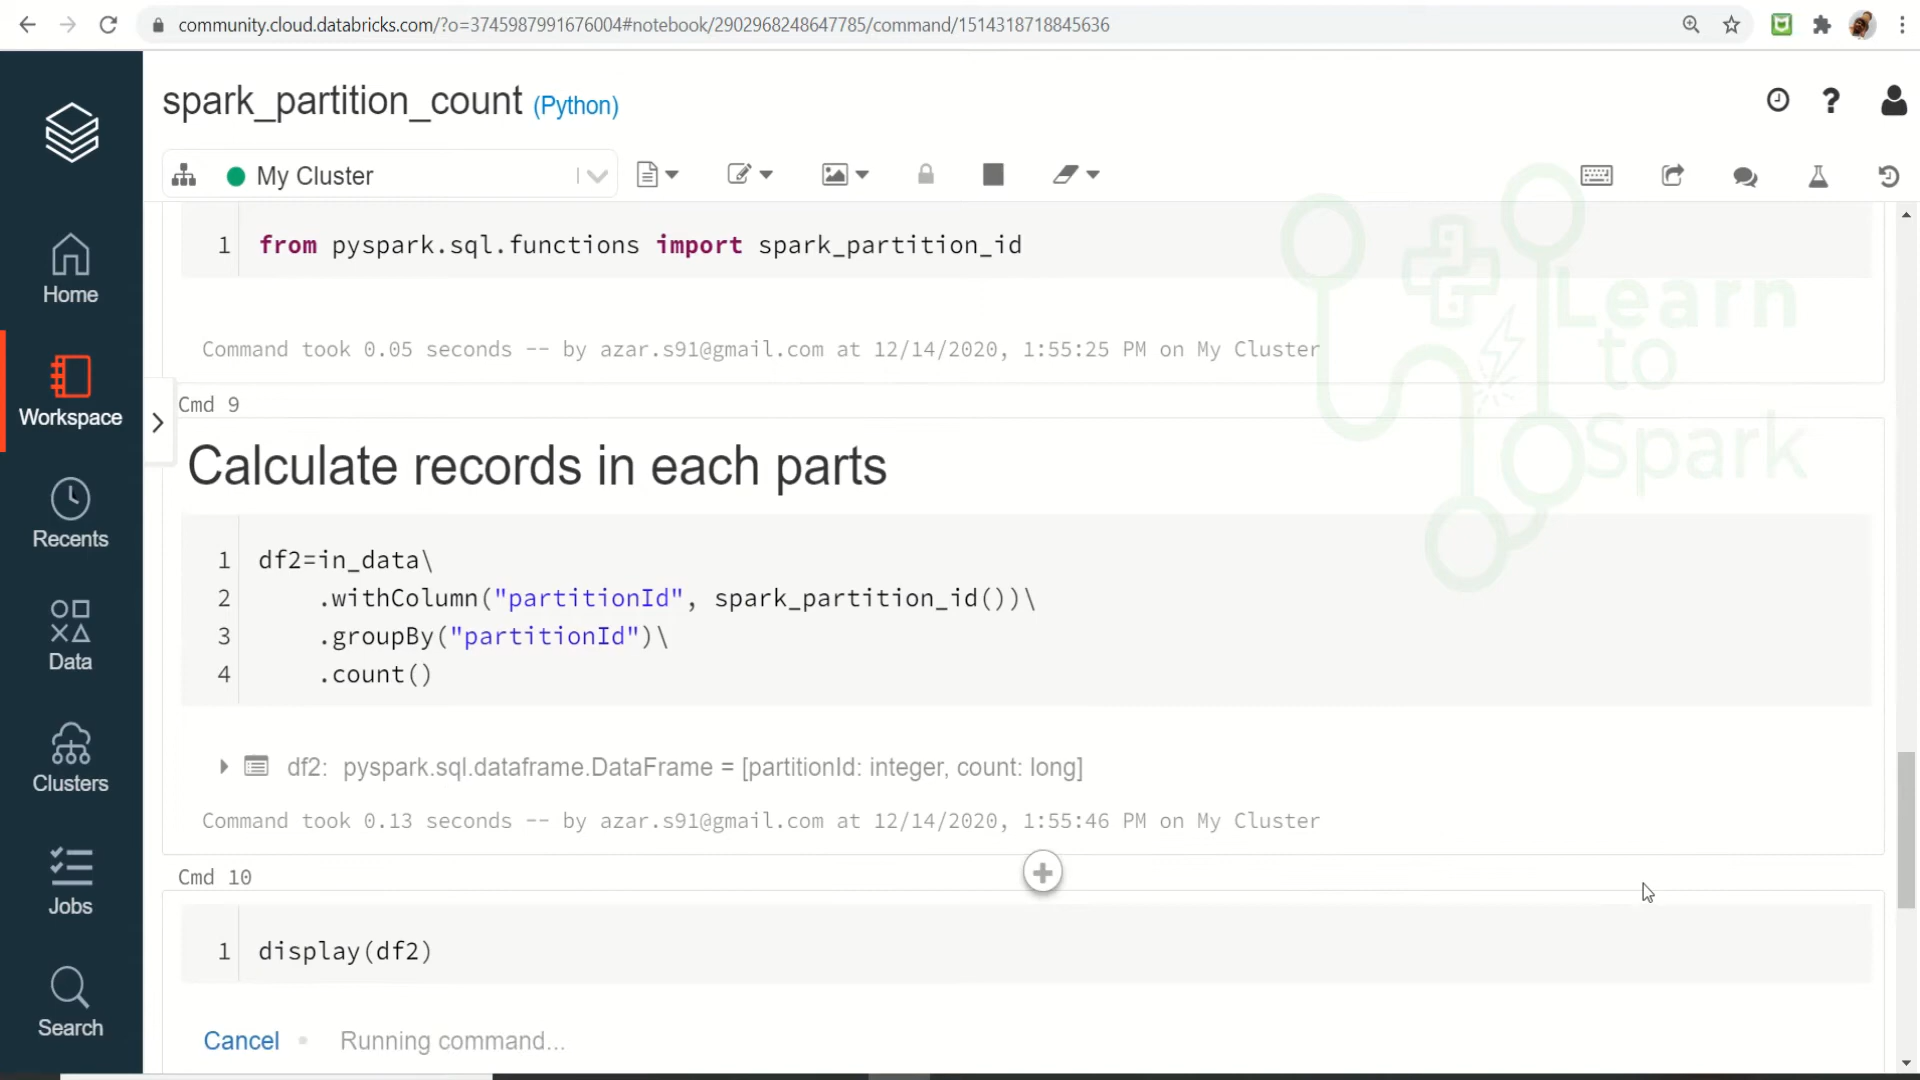 community.cloud.databricks.com/?o=3745987991676004#notebook/2902968248647785/command/1514318718845636
spark_partition_count (Python)
My Cluster
1 from pyspark.sql.functions import spark_partition_id
Command took 0.05 seconds -- by azar.s91@gmail.com at 12/14/2020, 1:55:25 PM on My Cluster
Cmd 9
Calculate records in each parts
1 df2=in_data\
2 .withColumn("partitionId", spark_partition_id())\
3 .groupBy("partitionId")\
4 .count()
df2: pyspark.sql.dataframe.DataFrame = [partitionId: integer, count: long]
Command took 0.13 seconds -- by azar.s91@gmail.com at 12/14/2020, 1:55:46 PM on My Cluster
Cmd 10
1 display(df2)
Cancel Running command...
Home
Workspace
Recents
Data
Clusters
Jobs
Search
Learn
to
Spark